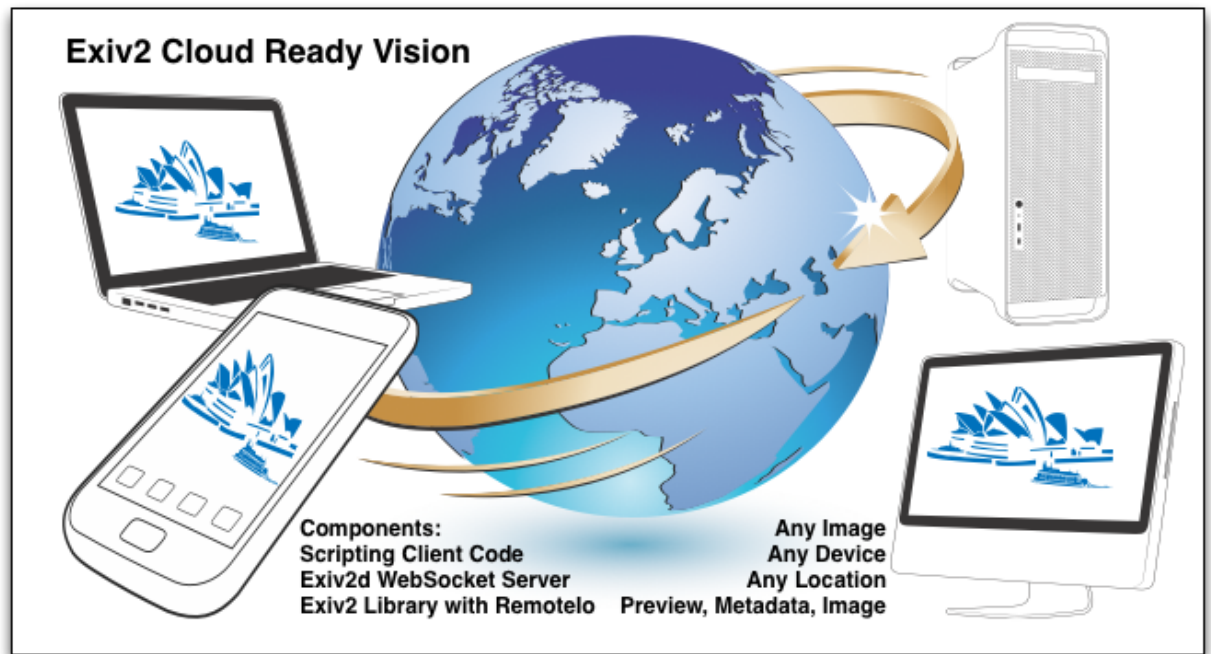 Exiv2 Cloud Ready Vision
Components:
Scripting Client Code
Exiv2d WebSocket Server
Exiv2 Library with RemoteIo
Any Image
Any Device
Any Location
Preview, Metadata, Image